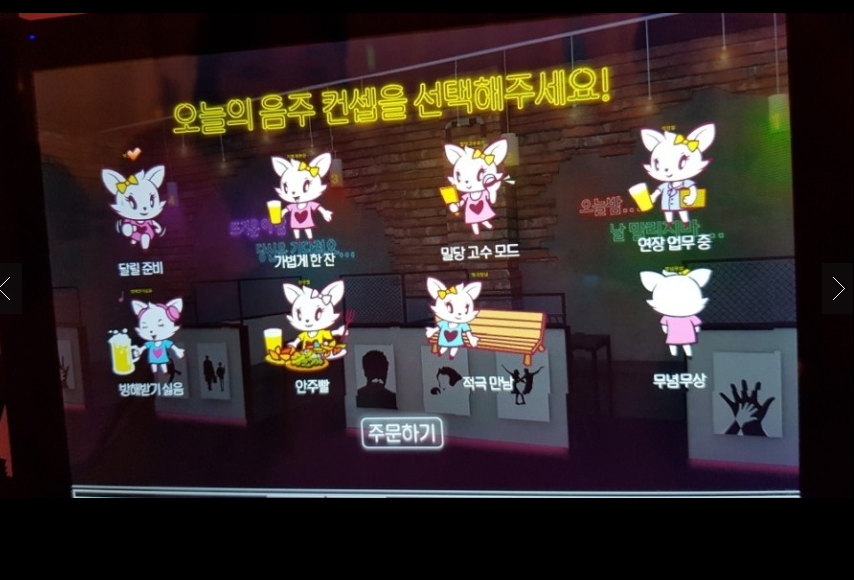 오늘의 음주 컨셉을 선택해주세요!
달릴 준비
가볍게 한 잔
밀당 고수 모드
연장 업무 중
방해받기 싫음
안주빨
적극 만남
무념무상
오늘밤...
주문하기